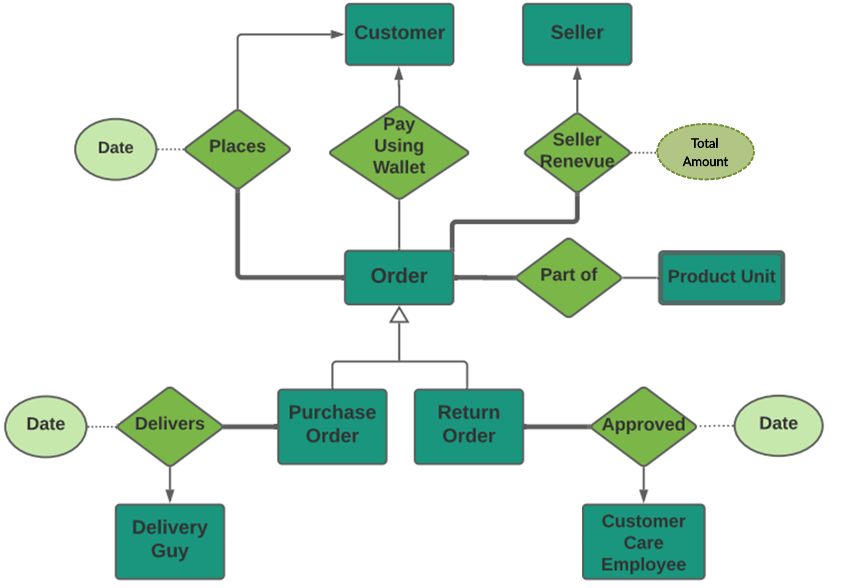 Customer
Seller
Date
Places
Pay
Using
Wallet
Seller
Renevue
Total
Amount
Order
Part of
Product Unit
Date
Delivers
Purchase
Order
Return
Order
Approved
Date
Delivery
Guy
Customer
Care
Employee